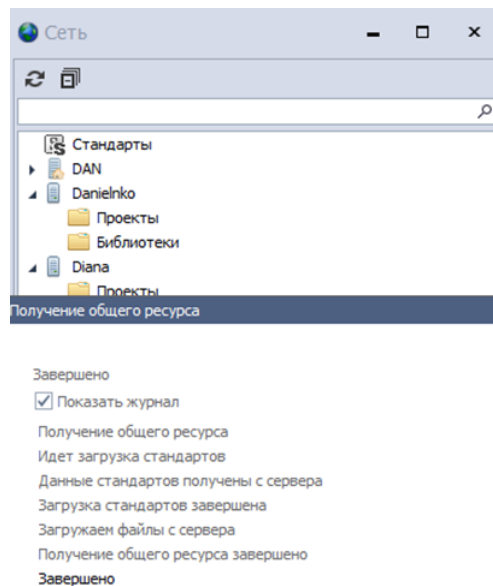 Сеть
Стандарты
DAN
Danielnko
Проекты
Библиотеки
Diana
Проекты
Получение общего ресурса
Завершено
Показать журнал
Получение общего ресурса
Идет загрузка стандартов
Данные стандартов получены с сервера
Загрузка стандартов завершена
Загружаем файлы с сервера
Получение общего ресурса завершено
Завершено